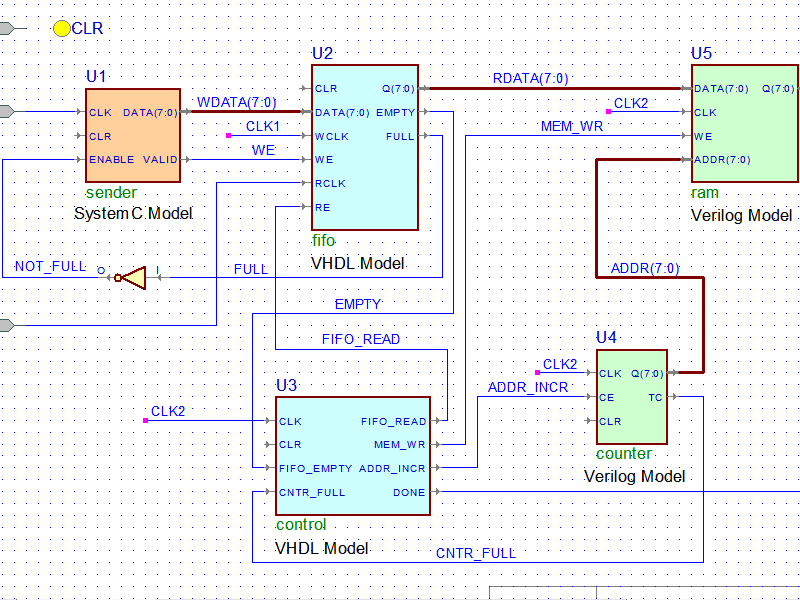 CLR
U1
CLK DATA(7:0)
CLR
ENABLE VALID
sender
SystemC Model
WDATA(7:0)
CLK1
WE
U2
CLR Q(7:0)
DATA(7:0) EMPTY
WCLK FULL
WE
RCLK
RE
fifo
VHDL Model
RDATA(7:0)
CLK2
MEM_WR
U5
DATA(7:0) Q(7:0)
CLK
WE
ADDR(7:0)
ram
Verilog Model
NOT_FULL
O I
FULL
ADDR(7:0)
EMPTY
FIFO_READ
U4
CLK2
CLK Q(7:0)
ADDR_INCR
CE TC
CLR
counter
Verilog Model
U3
CLK2
CLK FIFO_READ
CLR MEM_WR
FIFO_EMPTY ADDR_INCR
CNTR_FULL DONE
control
VHDL Model
CNTR_FULL